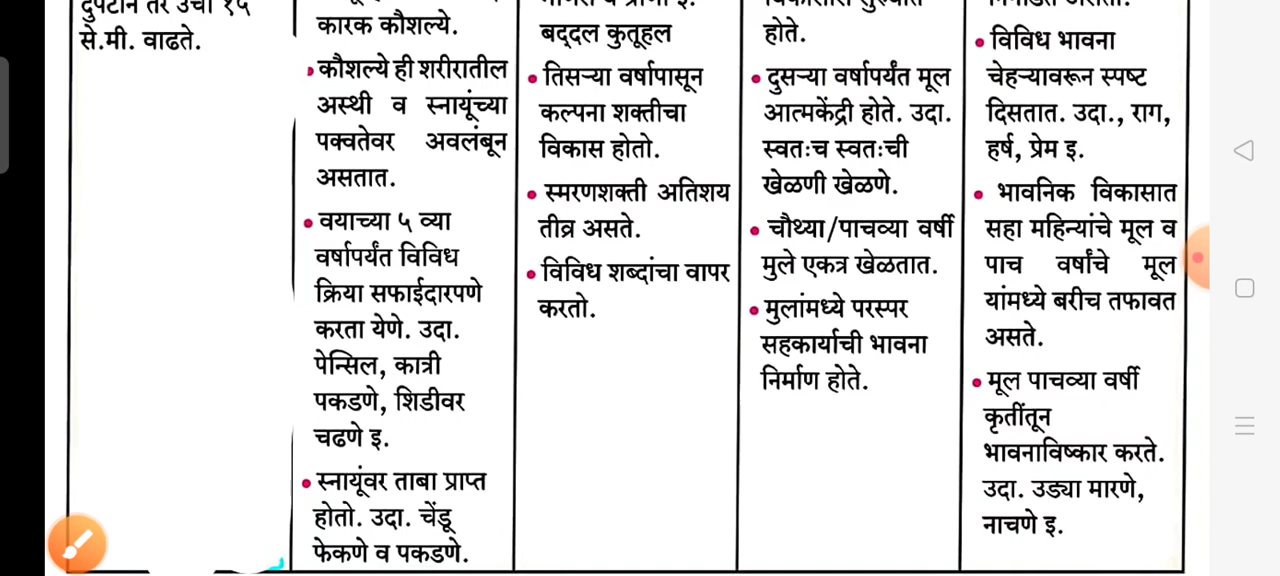 से.मी. वाढते.
कारक कौशल्ये.
• कौशल्ये ही शरीरातील
अस्थी व स्नायूंच्या
पक्वतेवर अवलंबून
असतात.
• वयाच्या ५ व्या
वर्षापर्यंत विविध
क्रिया सफाईदारपणे
करता येणे. उदा.
पेन्सिल, कात्री
पकडणे, शिडीवर
चढणे इ.
• स्नायूंवर ताबा प्राप्त
होतो. उदा. चेंडू
फेकणे व पकडणे.
बद्दल कुतूहल
• तिसऱ्या वर्षापासून
कल्पना शक्तीचा
विकास होतो.
• स्मरणशक्ती अतिशय
तीव्र असते.
• विविध शब्दांचा वापर
करतो.
होते.
• दुसऱ्या वर्षापर्यंत मूल
आत्मकेंद्री होते. उदा.
स्वतःच स्वतःची
खेळणी खेळणे.
• चौथ्या/पाचव्या वर्षी
मुले एकत्र खेळतात.
• मुलांमध्ये परस्पर
सहकार्याची भावना
निर्माण होते.
• विविध भावना
चेहऱ्यावरून स्पष्ट
दिसतात. उदा., राग,
हर्ष, प्रेम इ.
• भावनिक विकासात
सहा महिन्यांचे मूल व
पाच वर्षांचे मूल
यांमध्ये बरीच तफावत
असते.
• मूल पाचव्या वर्षी
कृतींतून
भावनाविष्कार करते.
उदा. उड्या मारणे,
नाचणे इ.